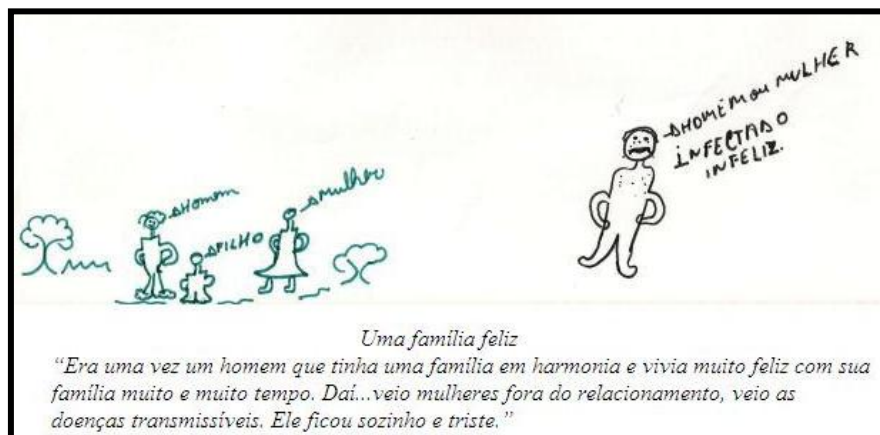 HOMEM
FILHO
Mulher
HOMEM OU MULHER
INFECTADO
INFELIZ.
Uma família feliz
“Era uma vez um homem que tinha uma família em harmonia e vivia muito feliz com sua
família muito e muito tempo. Daí...veio mulheres fora do relacionamento, veio as
doenças transmissíveis. Ele ficou sozinho e triste.”